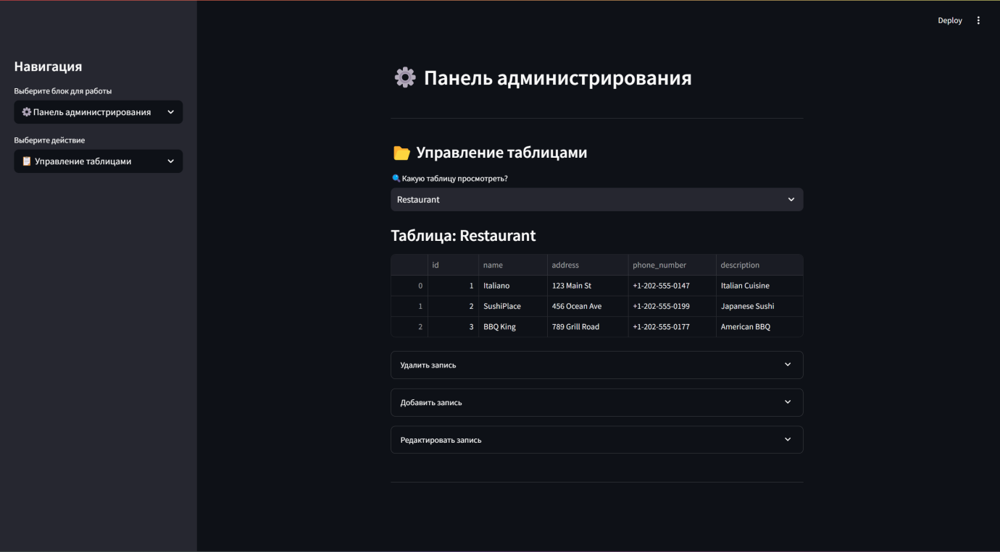 Deploy
Навигация
Выберите блок для работы
Панель администрирования
Выберите действие
Управление таблицами
Панель администрирования
Управление таблицами
Какую таблицу просмотреть?
Restaurant
Таблица: Restaurant
id name address phone_number description
0 1 Italiano 123 Main St +1-202-555-0147 Italian Cuisine
1 2 SushiPlace 456 Ocean Ave +1-202-555-0199 Japanese Sushi
2 3 BBQ King 789 Grill Road +1-202-555-0177 American BBQ
Удалить запись
Добавить запись
Редактировать запись